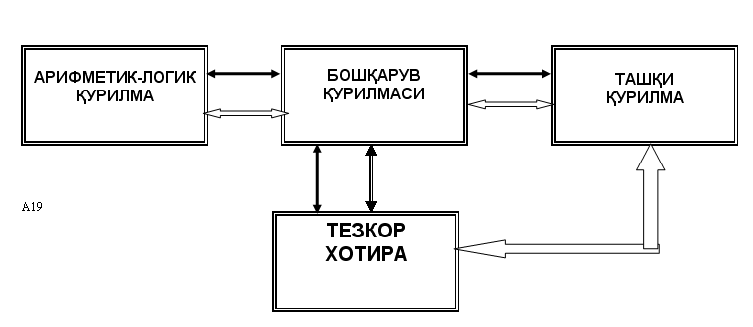 АРИФМЕТИК-ЛОГИК
ҚУРИЛМА
БОШҚАРУВ
ҚУРИЛМАСИ
ТАШҚИ
ҚУРИЛМА
A19
ТЕЗКОР
ХОТИРА